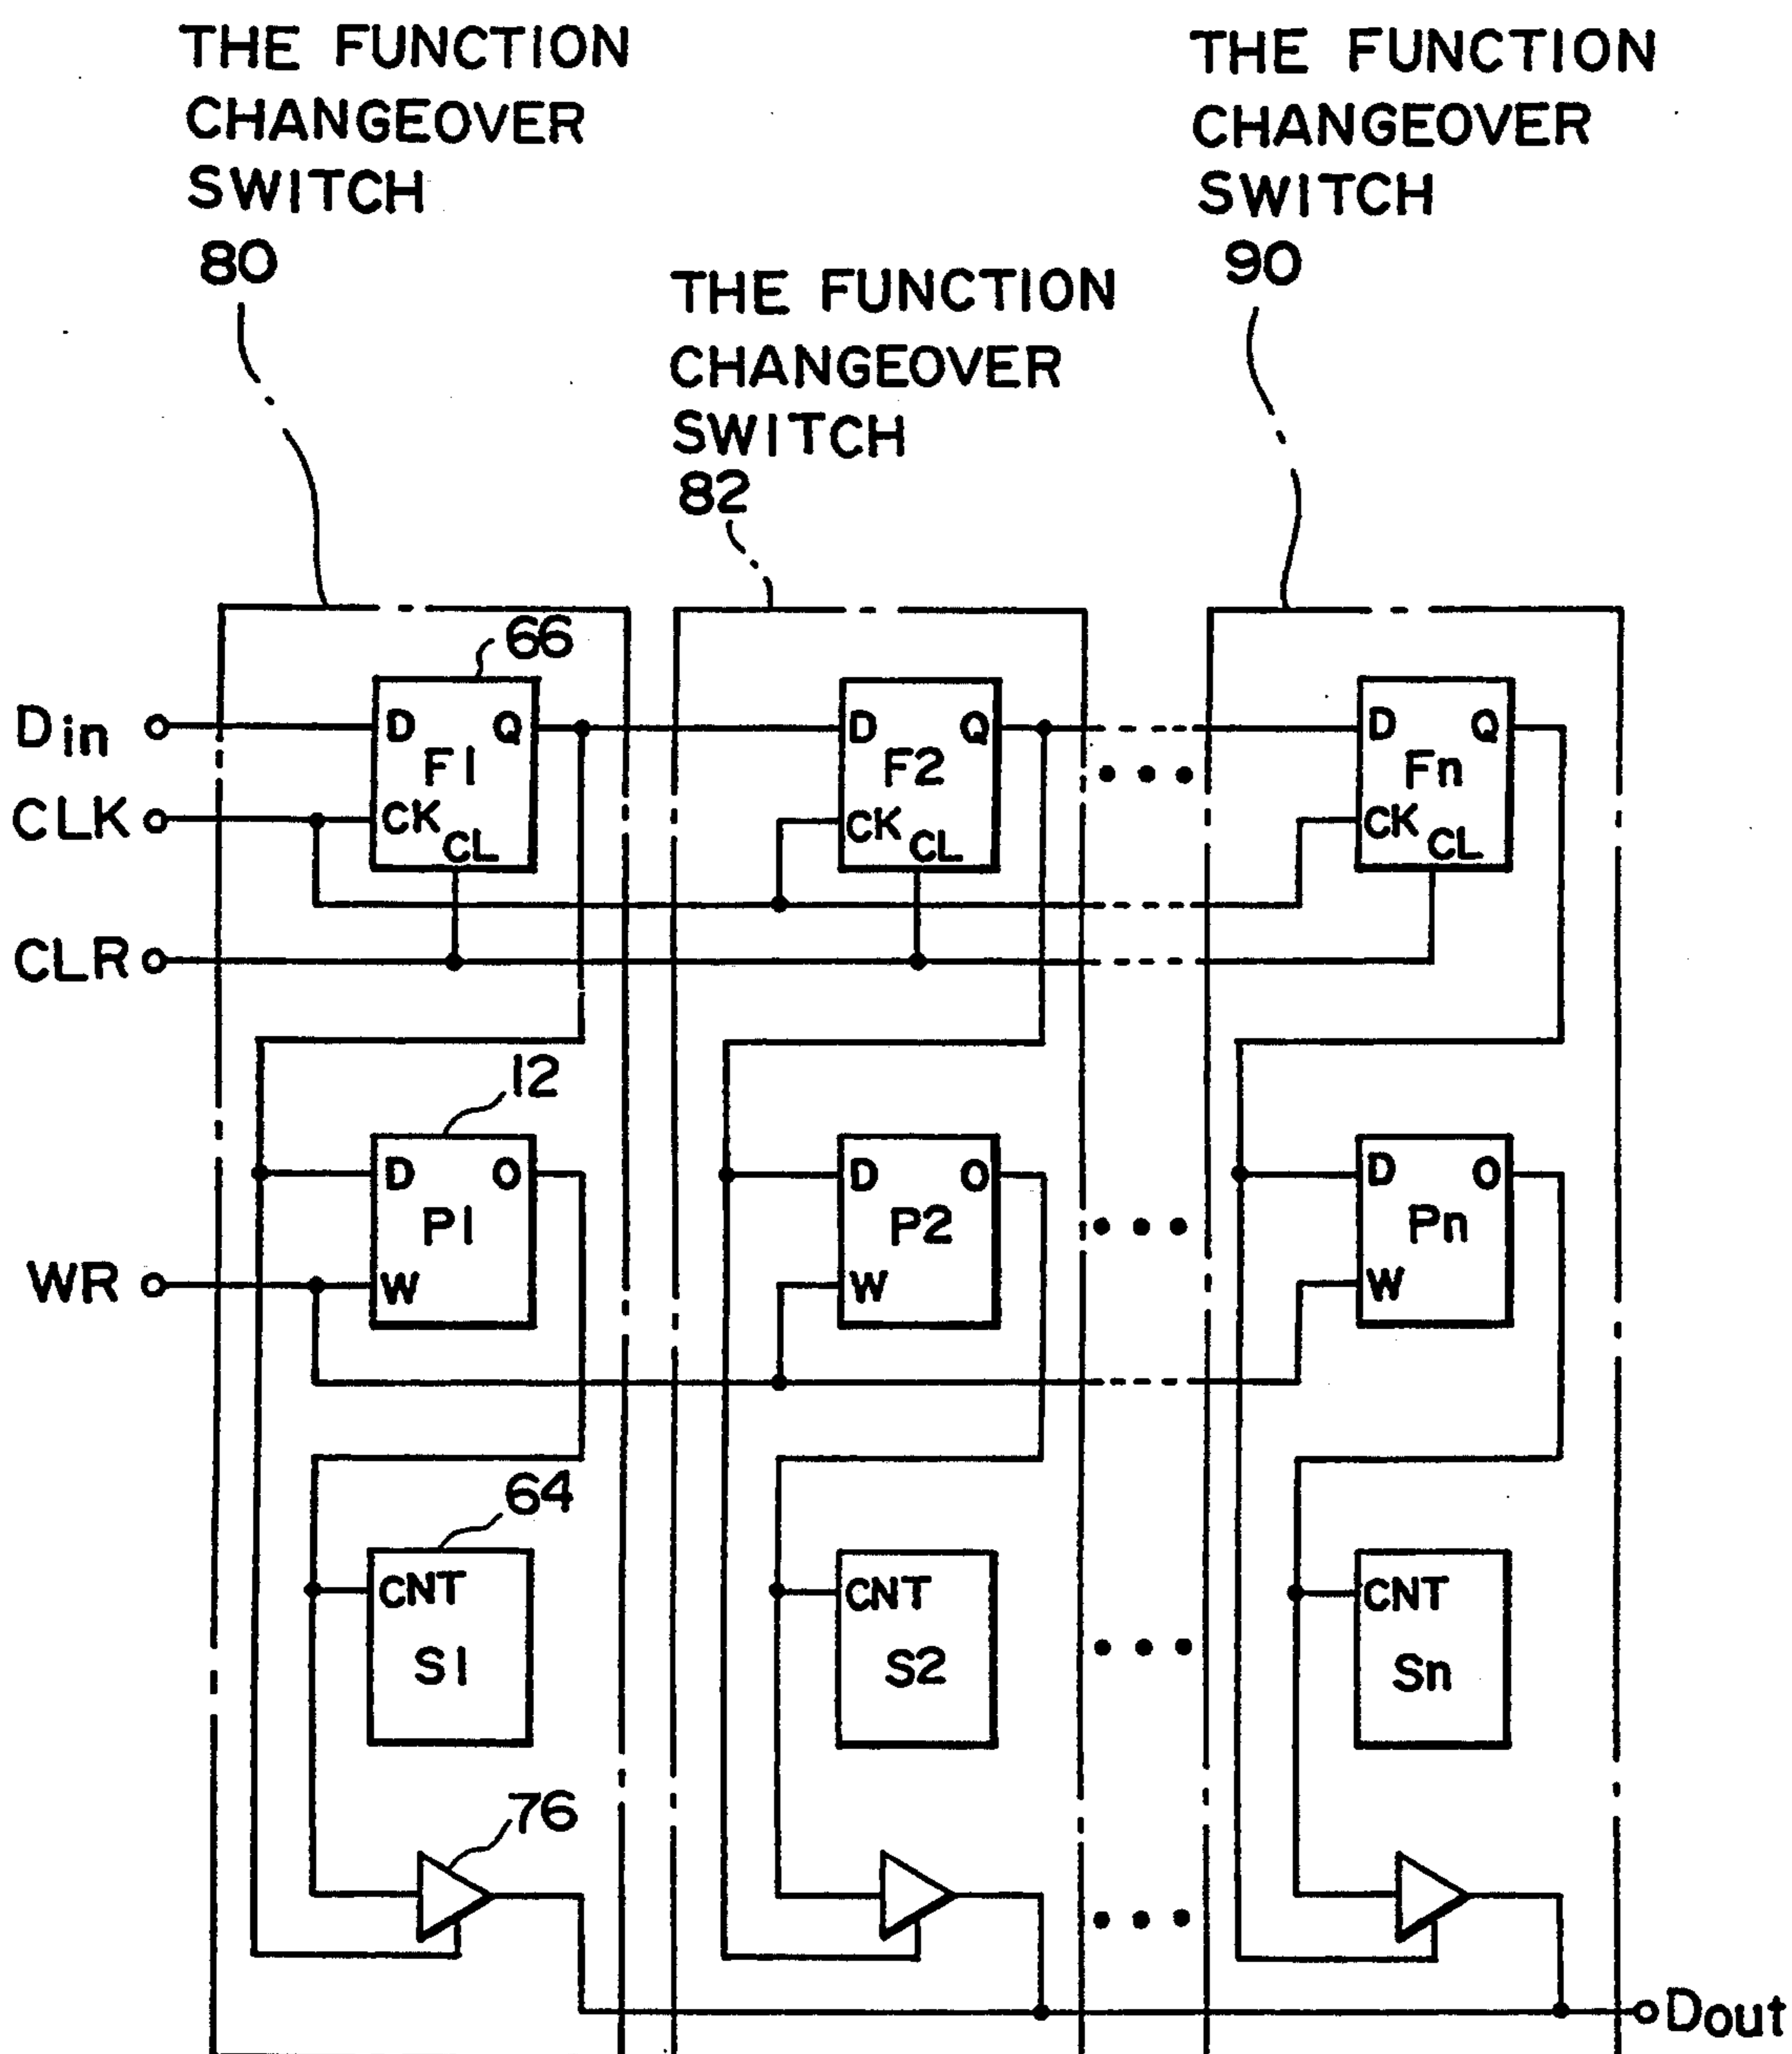 THE FUNCTION
CHANGEOVER
SWITCH
80
THE FUNCTION
CHANGEOVER
SWITCH
82
THE FUNCTION
CHANGEOVER
SWITCH
90
66
Din
D Q
F1
CK
CL
D Q
F2
CK
CL
D Q
Fn
CK
CL
CLK
CLR
12
D O
P1
W
D O
P2
W
D O
Pn
W
WR
64
CNT
S1
CNT
S2
CNT
Sn
76
Dout